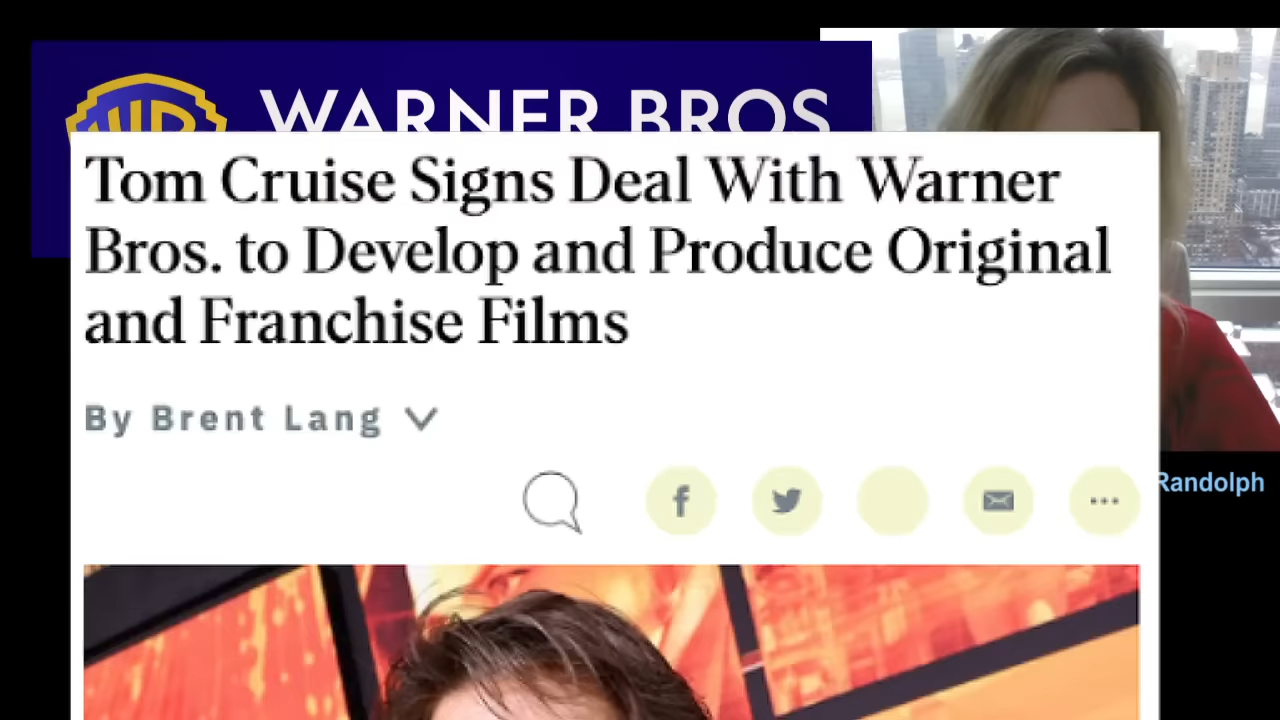 WARNER BROS
Tom Cruise Signs Deal With Warner
Bros. to Develop and Produce Original
and Franchise Films
By Brent Lang
Randolph